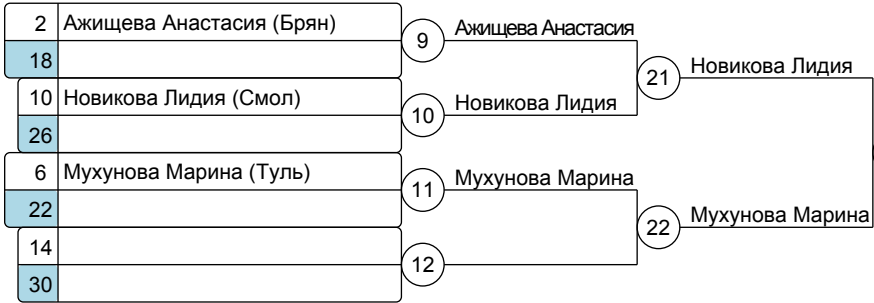 2 Ажищева Анастасия (Брян)
18
9 Ажищева Анастасия
10 Новикова Лидия (Смол)
26
10 Новикова Лидия
21 Новикова Лидия
6 Мухунова Марина (Туль)
22
11 Мухунова Марина
14
30
12
22 Мухунова Марина